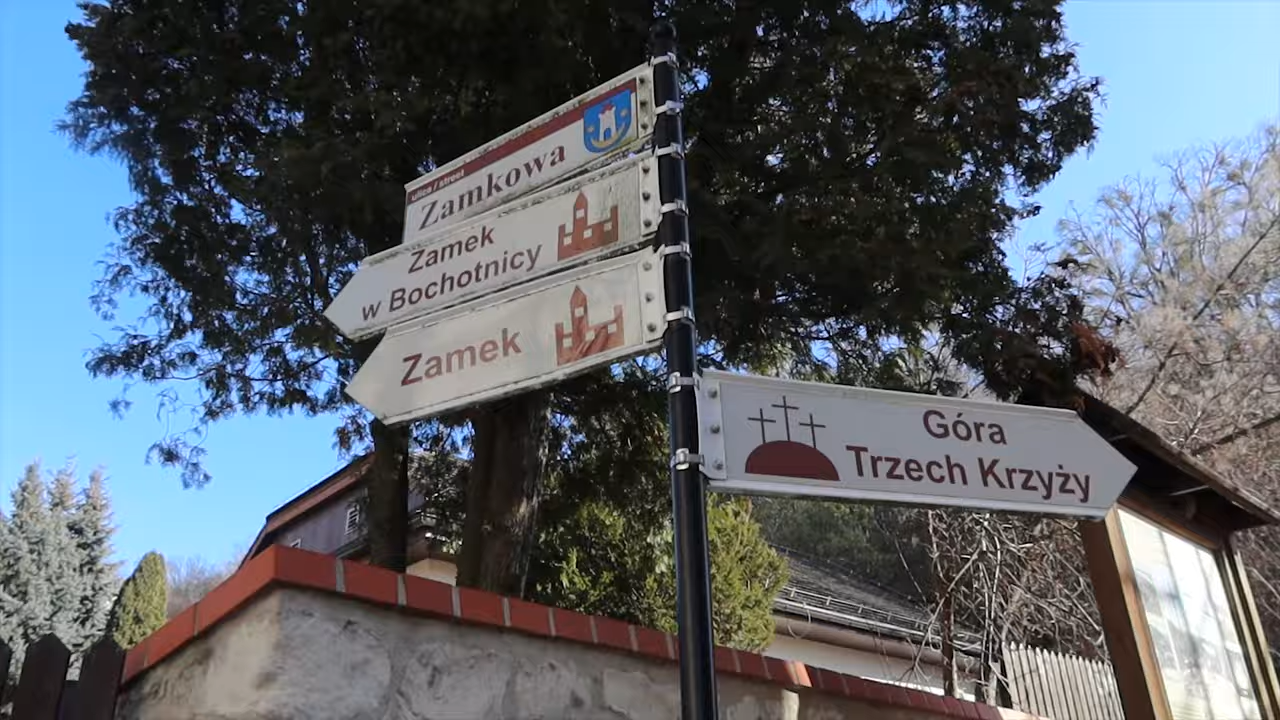 ulica / street
Zamkowa
Zamek
w Bochotnicy
Zamek
Góra
Trzech Krzyży